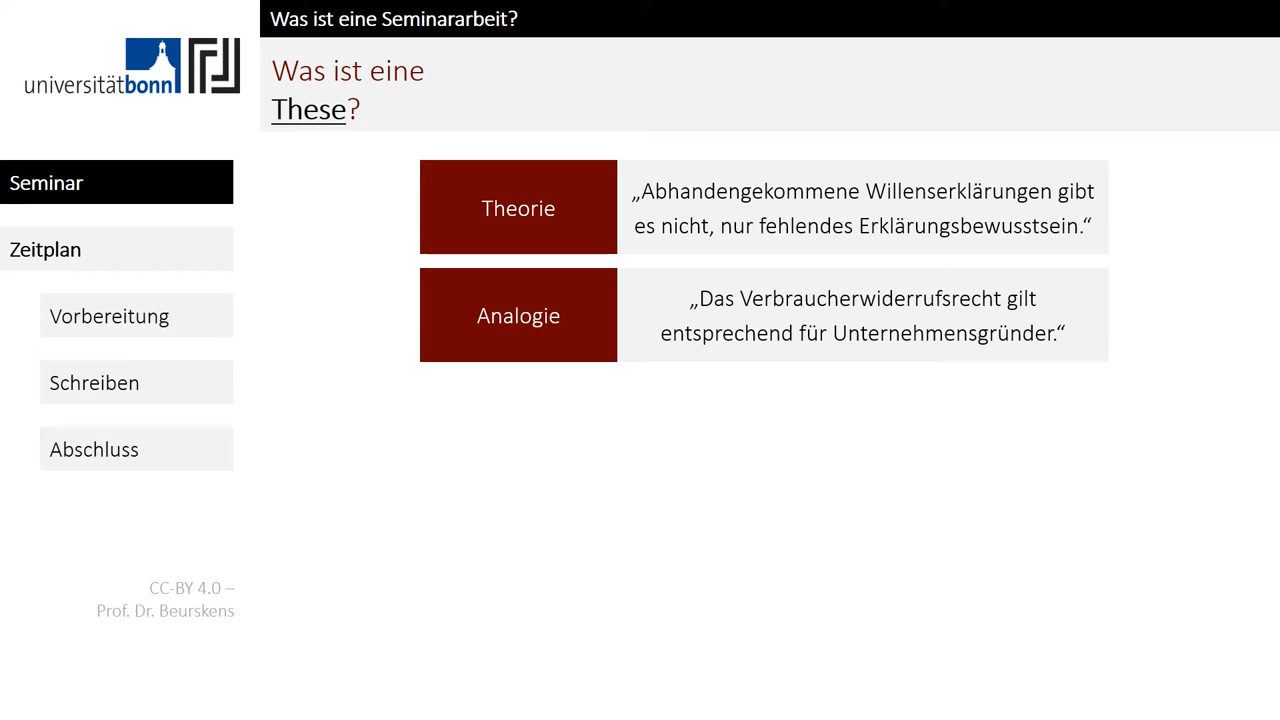 Was ist eine Seminararbeit?
universitätbonn
Was ist eine
These?
Seminar
Zeitplan
Vorbereitung
Schreiben
Abschluss
Theorie
„Abhandengekommene Willenserklärungen gibt
es nicht, nur fehlendes Erklärungsbewusstsein.“
Analogie
„Das Verbraucherwiderrufsrecht gilt
entsprechend für Unternehmensgründer.“
CC-BY 4.0 –
Prof. Dr. Beurskens